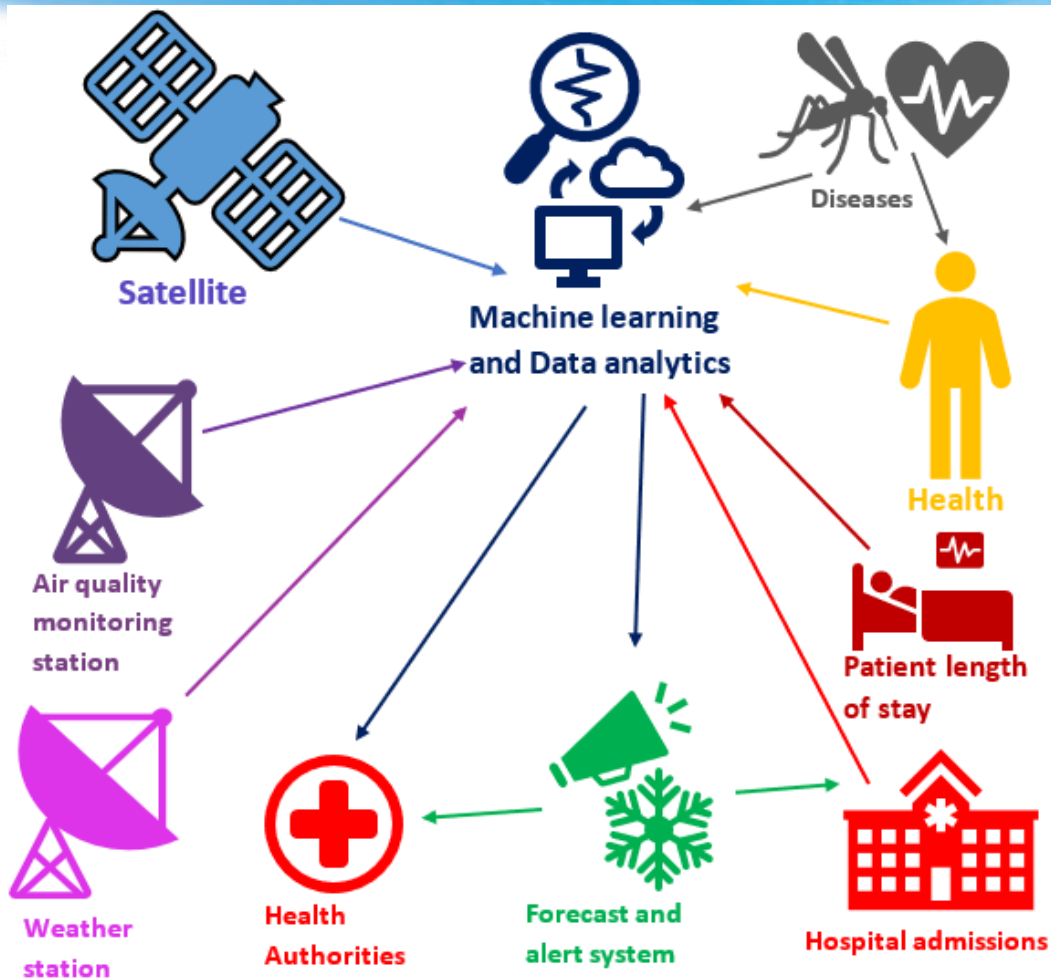 Diseases
Satellite
Machine learning
and Data analytics
Health
Air quality
monitoring
station
Patient length
of stay
Weather
station
Health
Authorities
Forecast and
alert system
Hospital admissions